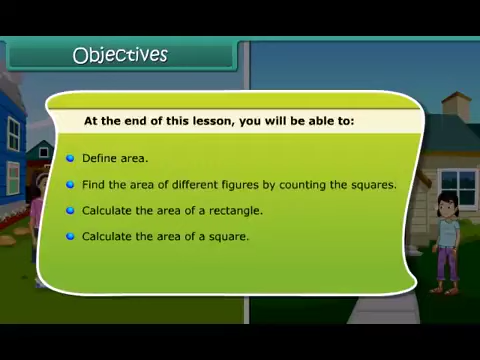 Objectives
At the end of this lesson, you will be able to:
Define area.
Find the area of different figures by counting the squares.
Calculate the area of a rectangle.
Calculate the area of a square.